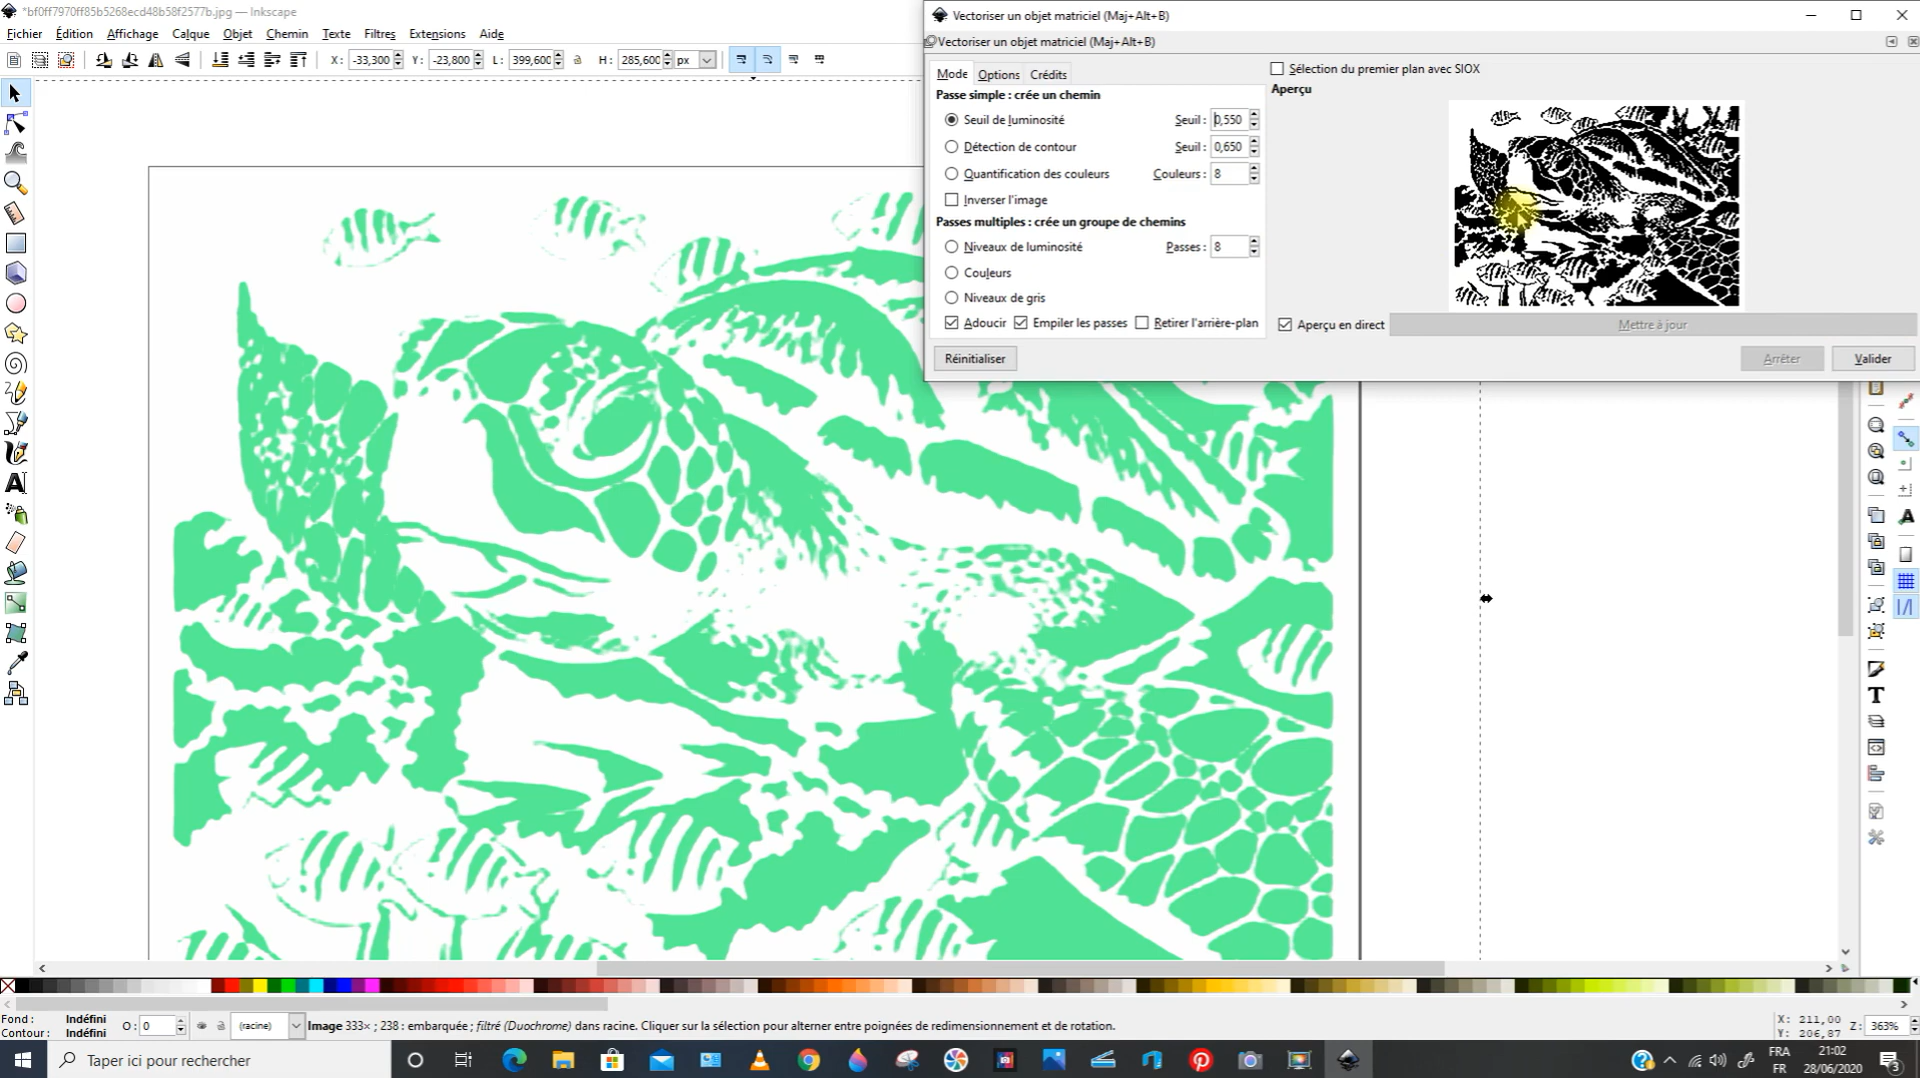 *bf0ff7970ff85b5268ecd48b58f2577b.jpg — Inkscape
Fichier Édition Affichage Calque Objet Chemin Texte Filtres Extensions Aide
X: -33,300 Y: -23,800 L: 399,600 H: 285,600 px
Vectoriser un objet matriciel (Maj+Alt+B)
Vectoriser un objet matriciel (Maj+Alt+B)
Mode Options Crédits
Passe simple : crée un chemin
Seuil de luminosité Seuil : 0,550
Détection de contour Seuil : 0,650
Quantification des couleurs Couleurs : 8
Inverser l'image
Passes multiples : crée un groupe de chemins
Niveaux de luminosité Passes : 8
Couleurs
Niveaux de gris
Adoucir Empiler les passes Retirer l'arrière-plan
Sélection du premier plan avec SIOX
Aperçu
Aperçu en direct Mettre à jour
Réinitialiser Arrêter Valider
Fond : Indéfini
Contour : Indéfini
O: 0 (racine) Image 333× ; 238 : embarquée ; filtré (Duochrome) dans racine. Cliquer sur la sélection pour alterner entre poignées de redimensionnement et de rotation.
X: 211,00
Y: 206,87
Z: 363%
Taper ici pour rechercher
FRA
FR
21:02
28/06/2020
3